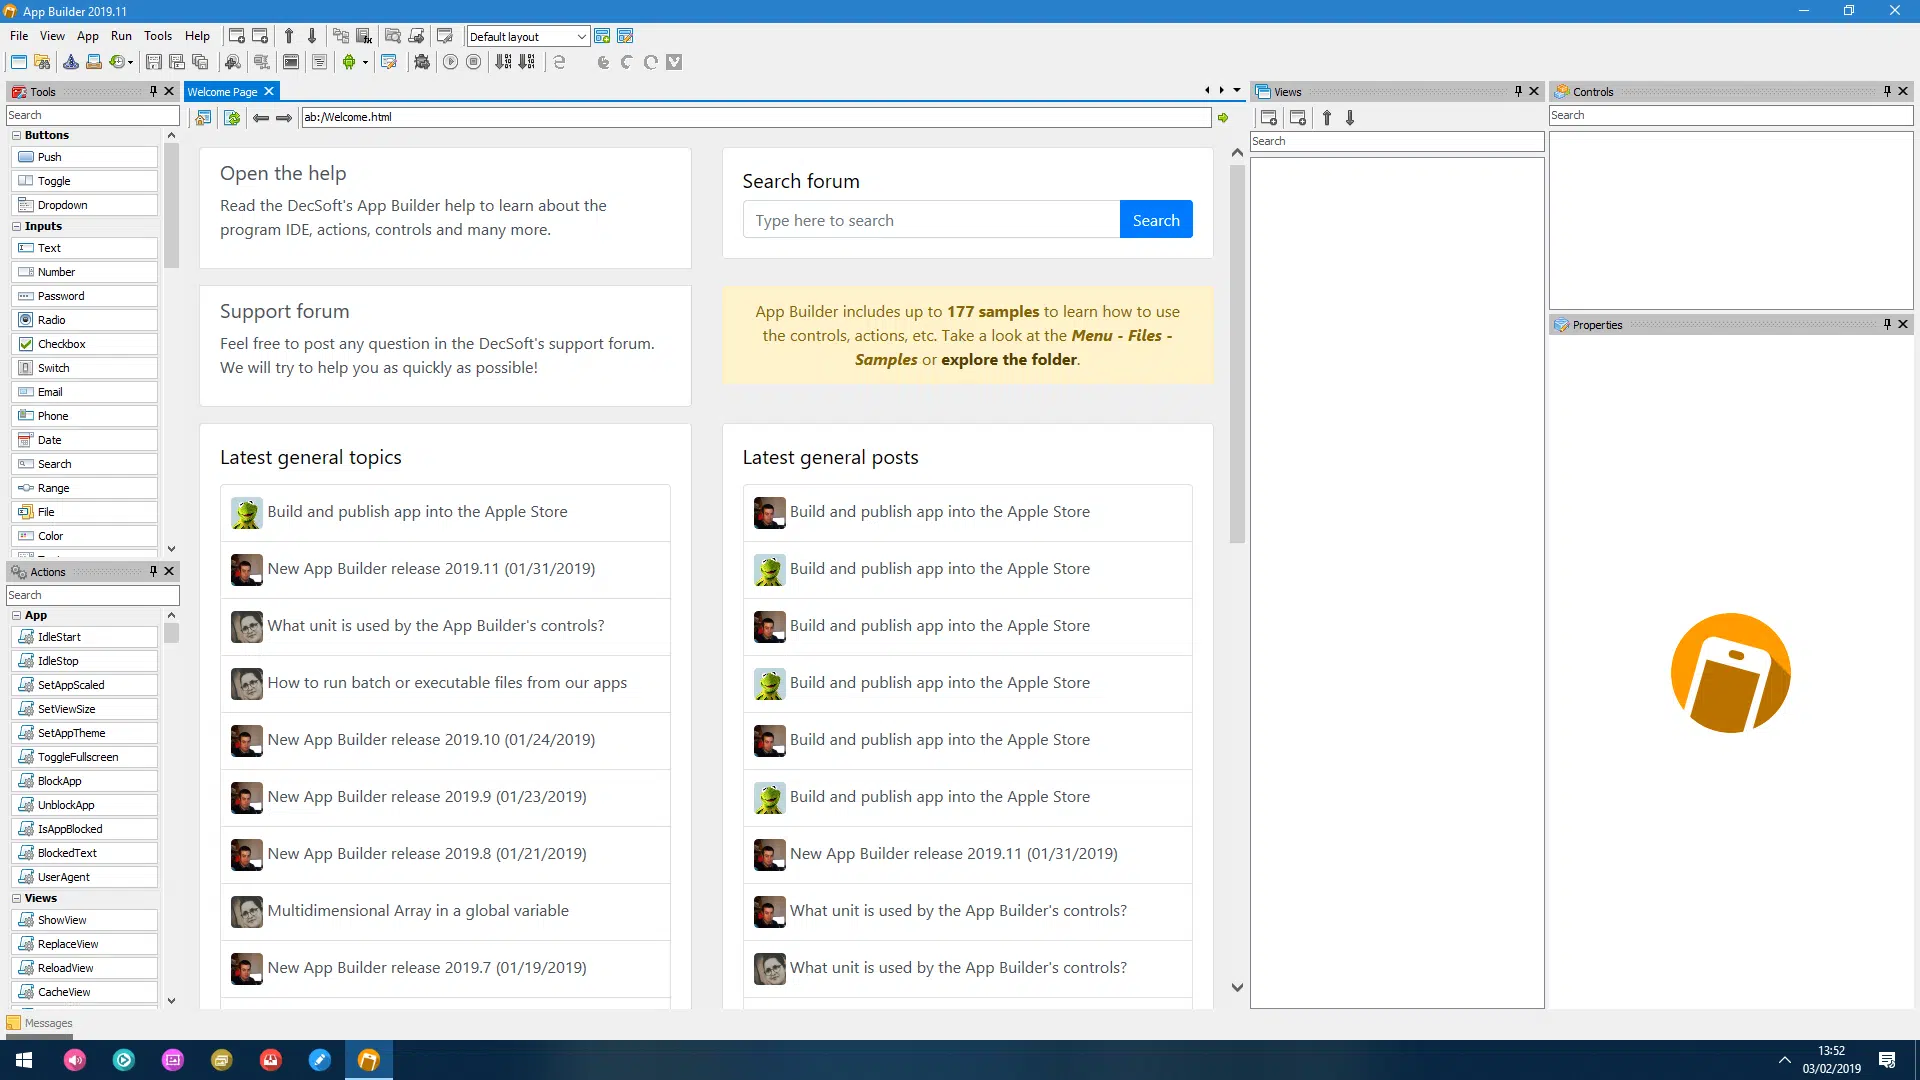 App Builder 2019.11
File View App Run Tools Help
Default layout
Tools
Search
Buttons
Push
Toggle
Dropdown
Inputs
Text
Number
Password
Radio
Checkbox
Switch
Email
Phone
Date
Search
Range
File
Color
Actions
Search
App
IdleStart
IdleStop
SetAppScaled
SetViewSize
SetAppTheme
ToggleFullscreen
BlockApp
UnblockApp
IsAppBlocked
BlockedText
UserAgent
Views
ShowView
ReplaceView
ReloadView
CacheView
Messages
Welcome Page
ab:/Welcome.html
Open the help
Read the DecSoft's App Builder help to learn about the
program IDE, actions, controls and many more.
Support forum
Feel free to post any question in the DecSoft's support forum.
We will try to help you as quickly as possible!
Latest general topics
Build and publish app into the Apple Store
New App Builder release 2019.11 (01/31/2019)
What unit is used by the App Builder's controls?
How to run batch or executable files from our apps
New App Builder release 2019.10 (01/24/2019)
New App Builder release 2019.9 (01/23/2019)
New App Builder release 2019.8 (01/21/2019)
Multidimensional Array in a global variable
New App Builder release 2019.7 (01/19/2019)
Search forum
Type here to search
Search
App Builder includes up to 177 samples to learn how to use
the controls, actions, etc. Take a look at the Menu - Files -
Samples or explore the folder.
Latest general posts
Build and publish app into the Apple Store
Build and publish app into the Apple Store
Build and publish app into the Apple Store
Build and publish app into the Apple Store
Build and publish app into the Apple Store
Build and publish app into the Apple Store
New App Builder release 2019.11 (01/31/2019)
What unit is used by the App Builder's controls?
What unit is used by the App Builder's controls?
Views
Search
Controls
Search
Properties
13:52
03/02/2019